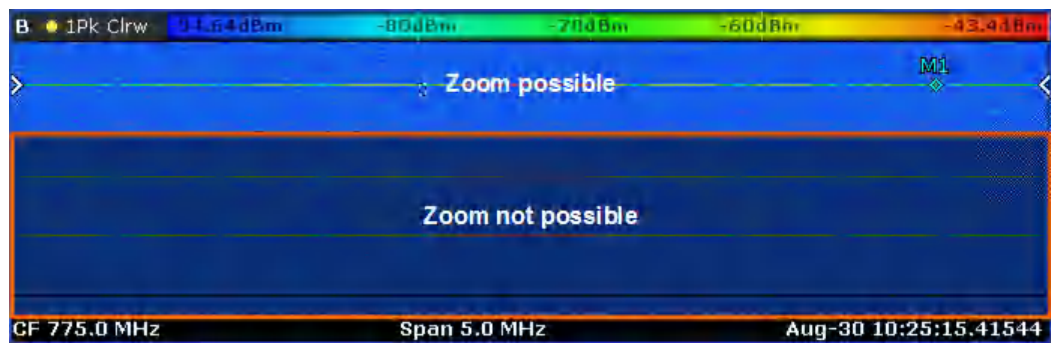 B 1Pk Clrw -94.64dBm -80dBm -70dBm -60dBm -43.4dBm
M1
Zoom possible
Zoom not possible
CF 775.0 MHz Span 5.0 MHz Aug-30 10:25:15.41544